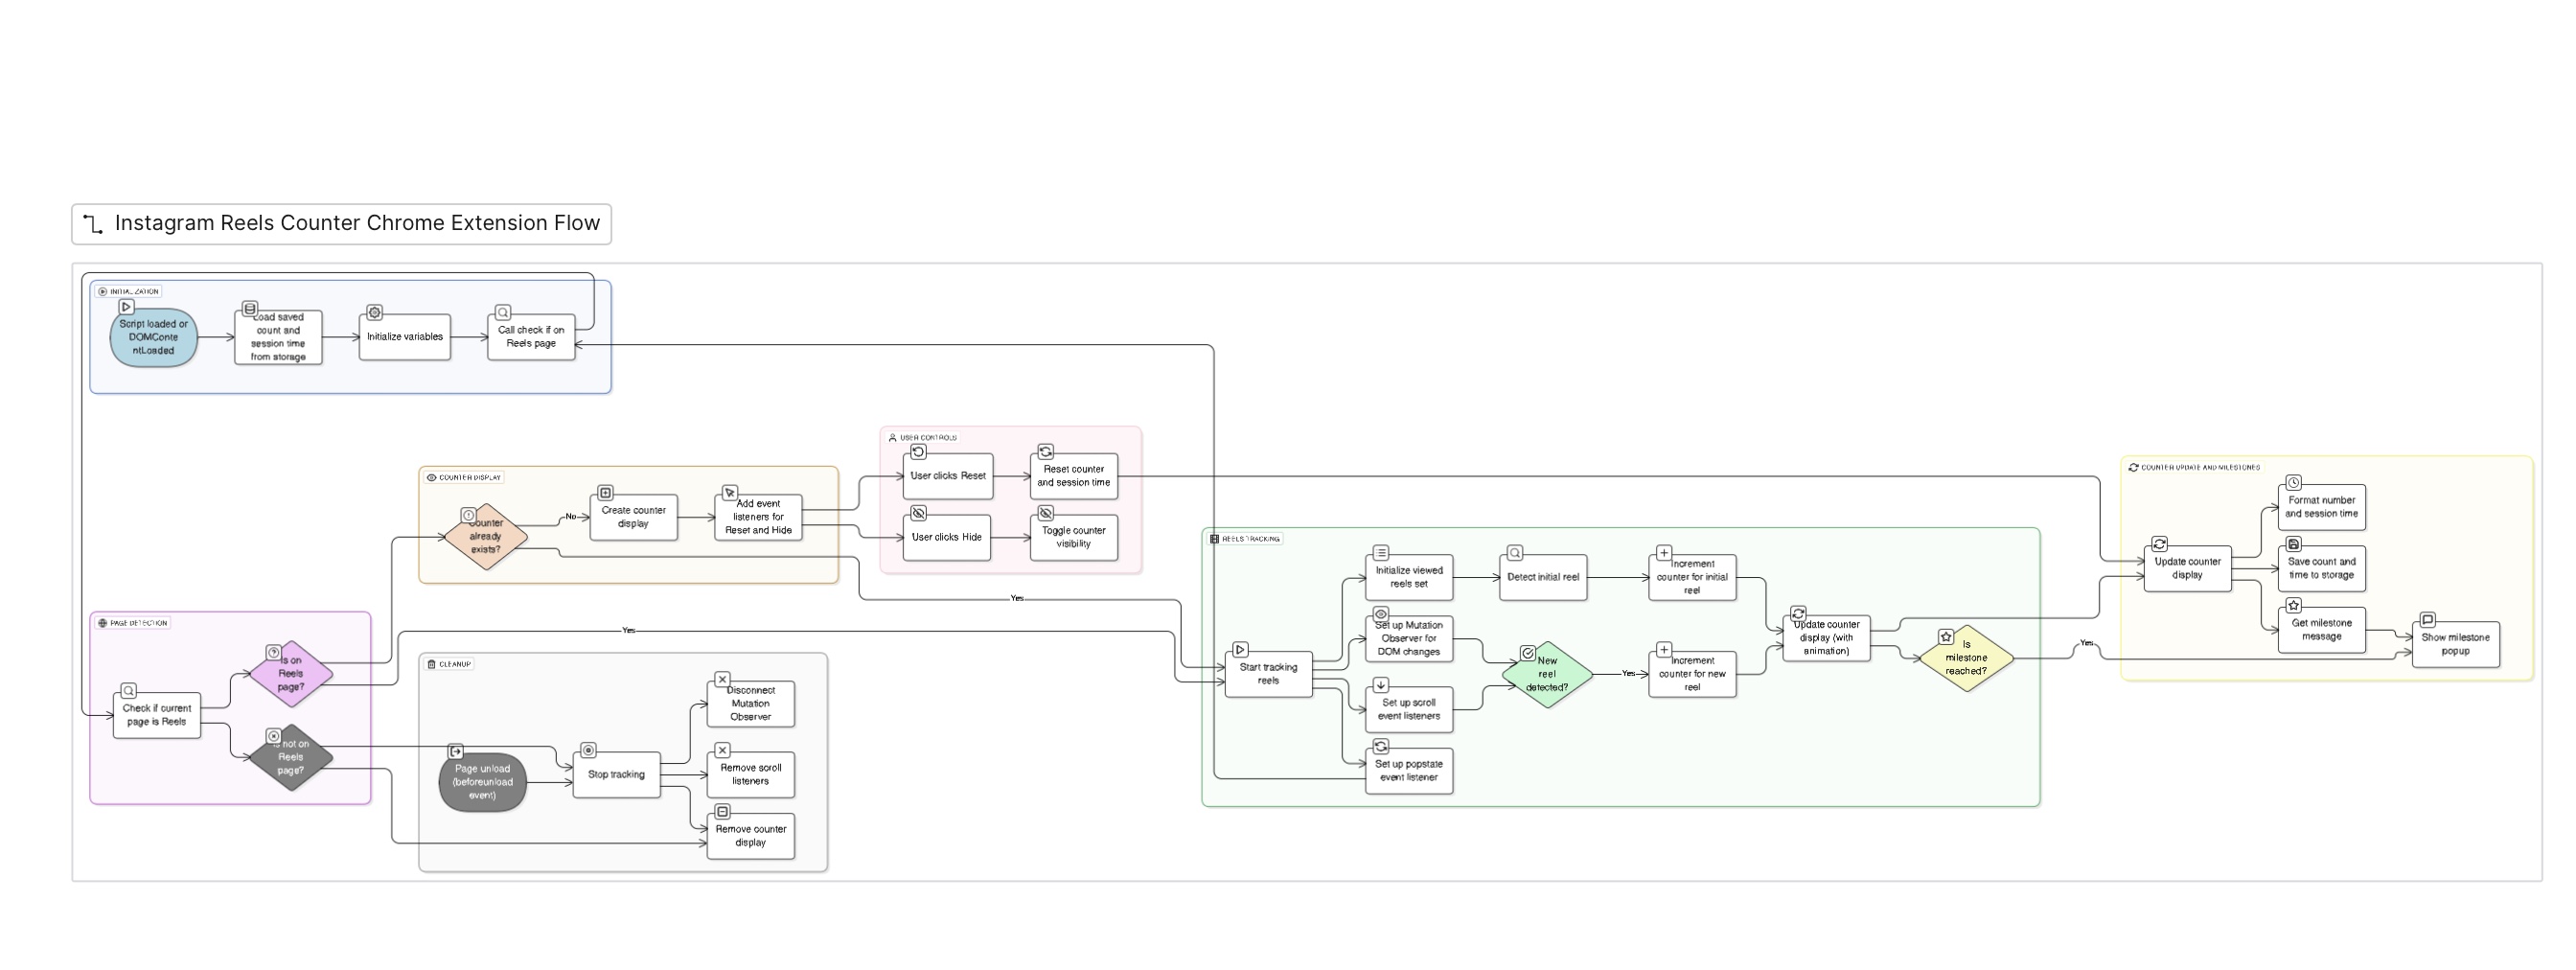 Instagram Reels Counter Chrome Extension Flow
INITIALIZATION
Script loaded or
DOMConte
ntLoaded
Load saved
count and
session time
from storage
Initialize variables
Call check if on
Reels page
USER CONTROLS
User clicks Reset
Reset counter
and session time
User clicks Hide
Toggle counter
visibility
COUNTER DISPLAY
Counter
already
exists?
No
Create counter
display
Add event
listeners for
Reset and Hide
Yes
Yes
PAGE DETECTION
Check if current
page is Reels
Is on
Reels
page?
Is not on
Reels
page?
CLEANUP
Page unload
(beforeunload
event)
Stop tracking
Disconnect
Mutation
Observer
Remove scroll
listeners
Remove counter
display
REELS TRACKING
Start tracking
reels
Initialize viewed
reels set
Detect initial reel
Increment
counter for initial
reel
Set up Mutation
Observer for
DOM changes
Set up scroll
event listeners
Set up popstate
event listener
New
reel
detected?
Yes
Increment
counter for new
reel
Update counter
display (with
animation)
Is
milestone
reached?
Yes
COUNTER UPDATE AND MILESTONES
Update counter
display
Format number
and session time
Save count and
time to storage
Get milestone
message
Show milestone
popup